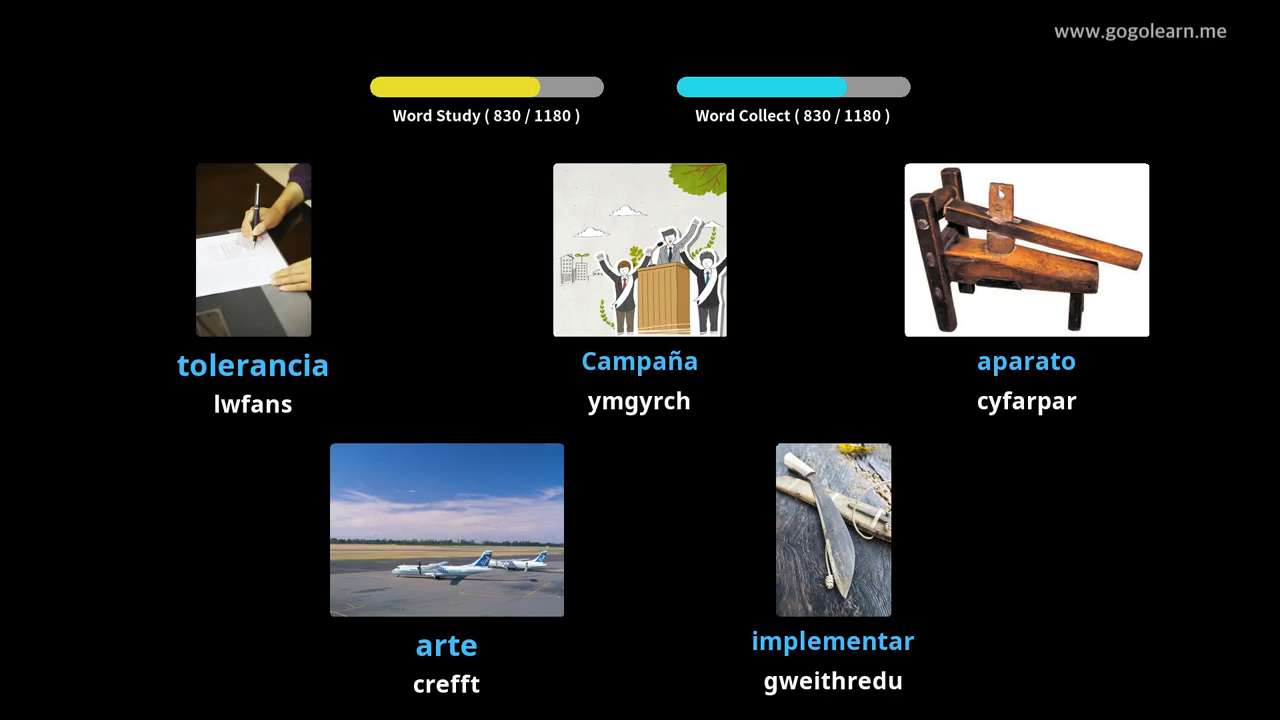 www.gogolearn.me
Word Study ( 830 / 1180 )
Word Collect ( 830 / 1180 )
tolerancia
lwfans
Campaña
ymgyrch
aparato
cyfarpar
arte
crefft
implementar
gweithredu